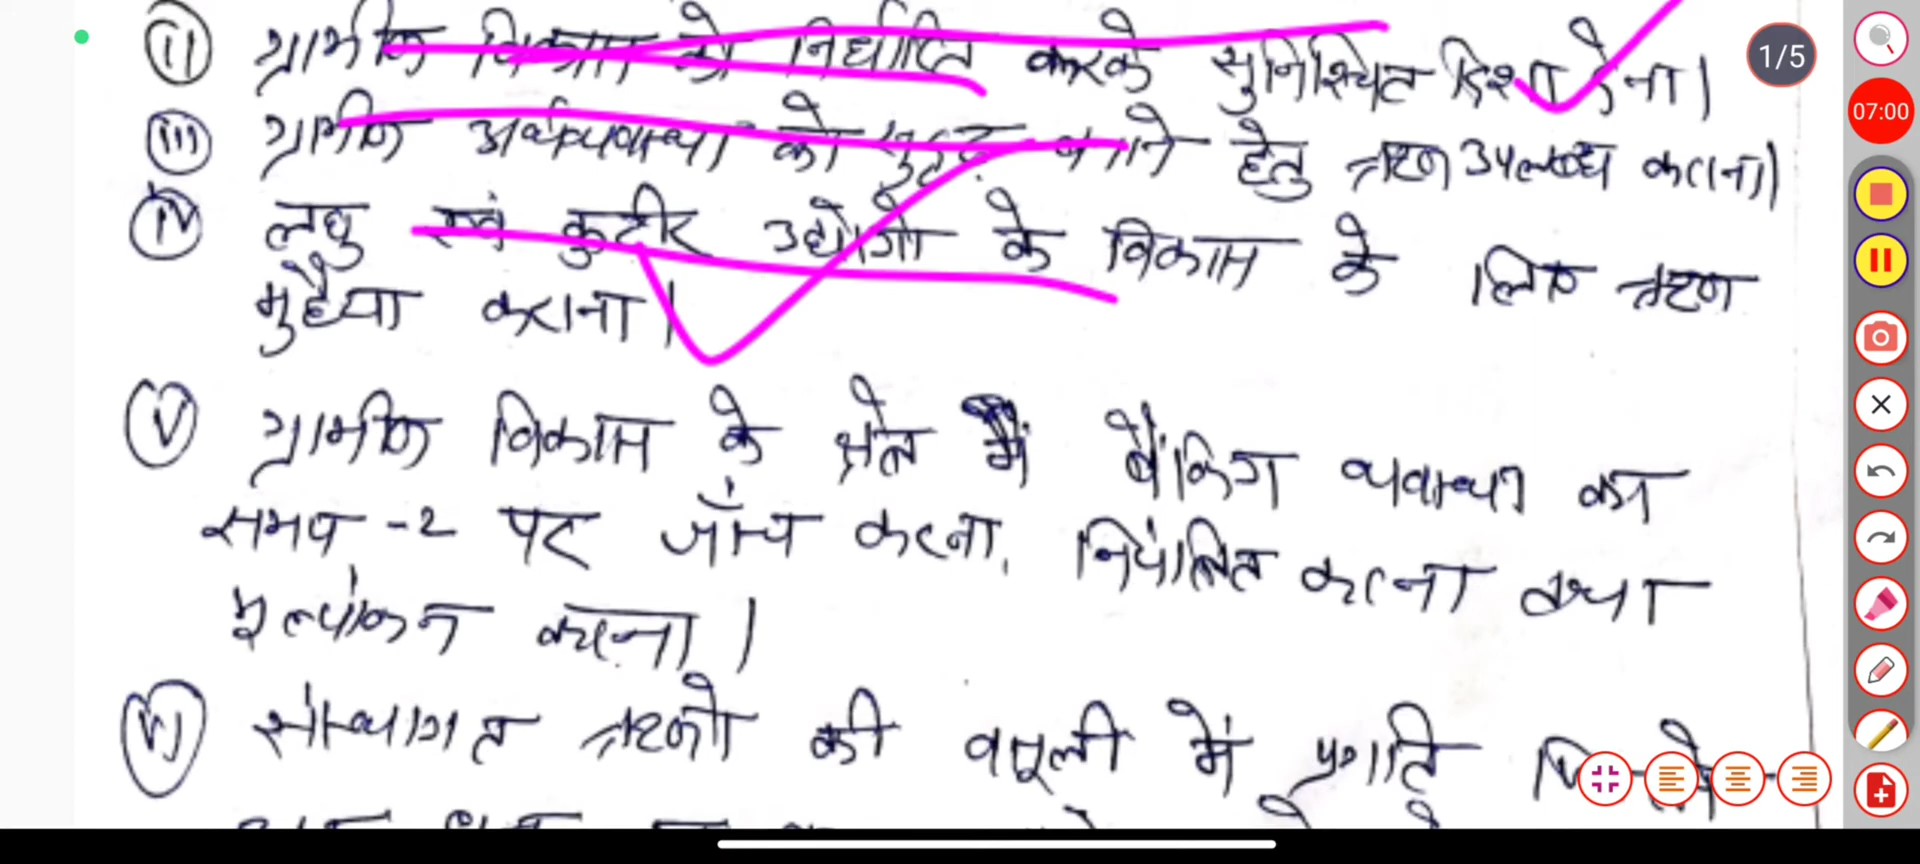 (ii) ग्रामीण विकास को निर्धारित करके सुनिश्चित दिशा देना।
1/5
07:00
(iii) ग्रामीण अर्थव्यवस्था को सुदृढ़ बनाने हेतु ऋण उपलब्ध कराना।
(iv) लघु एवं कुटीर उद्योगो के विकास के लिए ऋण
मुहैया कराना।
(v) ग्रामीण विकास के क्षेत्र में बैंकिंग व्यवस्था का
समय-2 पर जाँच करना, नियंत्रित करना तथा
मूल्यांकन करना।
(vi) संस्थागत ऋणो की वसूली में प्रगति